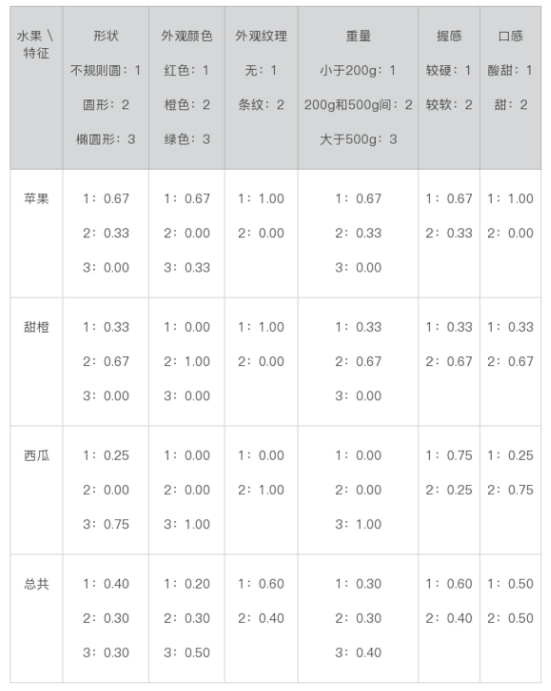 水果 \ 特征	形状	外观颜色	外观纹理	重量	握感	口感
不规则圆：1	红色：1	无：1	小于200g：1	较硬：1	酸甜：1
圆形：2	橙色：2	条纹：2	200g和500g间：2	较软：2	甜：2
椭圆形：3	绿色：3	大于500g：3
苹果	1：0.67	1：0.67	1：1.00	1：0.67	1：0.67	1：1.00
2：0.33	2：0.00	2：0.00	2：0.33	2：0.33	2：0.00
3：0.00	3：0.33	3：0.00
甜橙	1：0.33	1：0.00	1：1.00	1：0.33	1：0.33	1：0.33
2：0.67	2：1.00	2：0.00	2：0.67	2：0.67	2：0.67
3：0.00	3：0.00	3：0.00
西瓜	1：0.25	1：0.00	1：0.00	1：0.00	1：0.75	1：0.25
2：0.00	2：0.00	2：1.00	2：0.00	2：0.25	2：0.75
3：0.75	3：1.00	3：1.00
总共	1：0.40	1：0.20	1：0.60	1：0.30	1：0.60	1：0.50
2：0.30	2：0.30	2：0.40	2：0.30	2：0.40	2：0.50
3：0.30	3：0.50	3：0.40